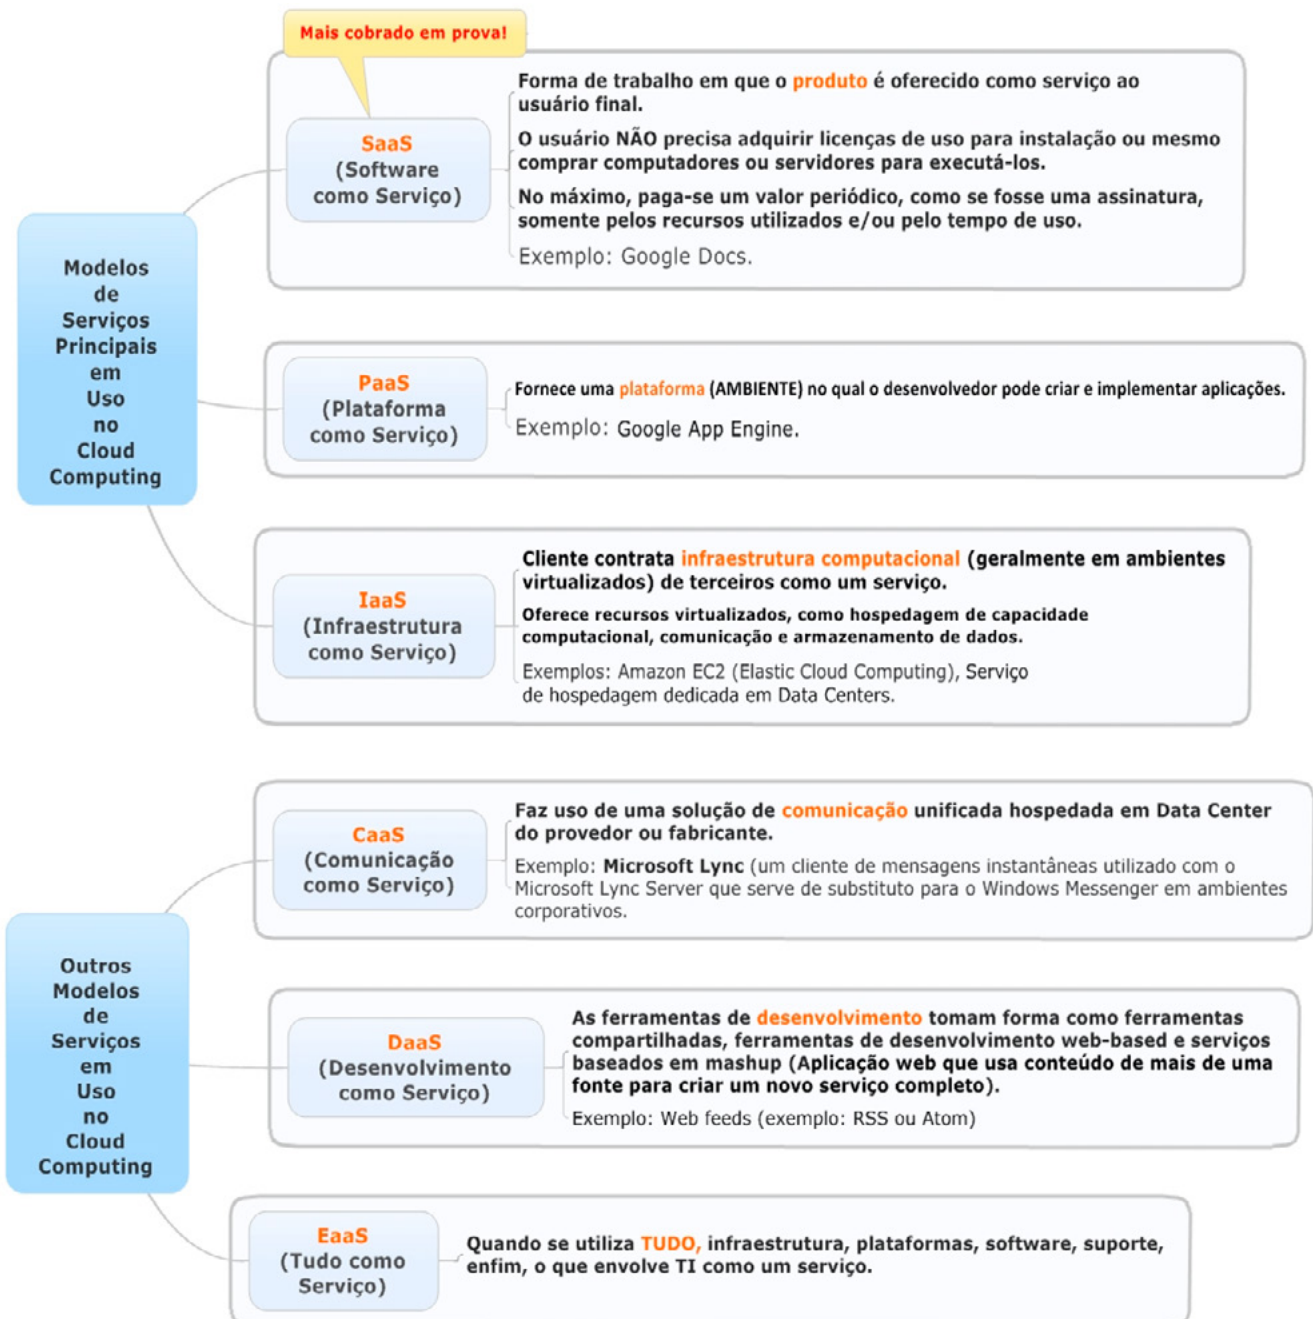 Mais cobrado em prova!
Modelos
de
Serviços
Principais
em
Uso
no
Cloud
Computing
SaaS
(Software
como Serviço)
Forma de trabalho em que o produto é oferecido como serviço ao
usuário final.
O usuário NÃO precisa adquirir licenças de uso para instalação ou mesmo
comprar computadores ou servidores para executá-los.
No máximo, paga-se um valor periódico, como se fosse uma assinatura,
somente pelos recursos utilizados e/ou pelo tempo de uso.
Exemplo: Google Docs.
PaaS
(Plataforma
como Serviço)
Fornece uma plataforma (AMBIENTE) no qual o desenvolvedor pode criar e implementar aplicações.
Exemplo: Google App Engine.
IaaS
(Infraestrutura
como Serviço)
Cliente contrata infraestrutura computacional (geralmente em ambientes
virtualizados) de terceiros como um serviço.
Oferece recursos virtualizados, como hospedagem de capacidade
computacional, comunicação e armazenamento de dados.
Exemplos: Amazon EC2 (Elastic Cloud Computing), Serviço
de hospedagem dedicada em Data Centers.
Outros
Modelos
de
Serviços
em
Uso
no
Cloud
Computing
CaaS
(Comunicação
como Serviço)
Faz uso de uma solução de comunicação unificada hospedada em Data Center
do provedor ou fabricante.
Exemplo: Microsoft Lync (um cliente de mensagens instantâneas utilizado com o
Microsoft Lync Server que serve de substituto para o Windows Messenger em ambientes
corporativos.
DaaS
(Desenvolvimento
como Serviço)
As ferramentas de desenvolvimento tomam forma como ferramentas
compartilhadas, ferramentas de desenvolvimento web-based e serviços
baseados em mashup (Aplicação web que usa conteúdo de mais de uma
fonte para criar um novo serviço completo).
Exemplo: Web feeds (exemplo: RSS ou Atom)
EaaS
(Tudo como
Serviço)
Quando se utiliza TUDO, infraestrutura, plataformas, software, suporte,
enfim, o que envolve TI como um serviço.